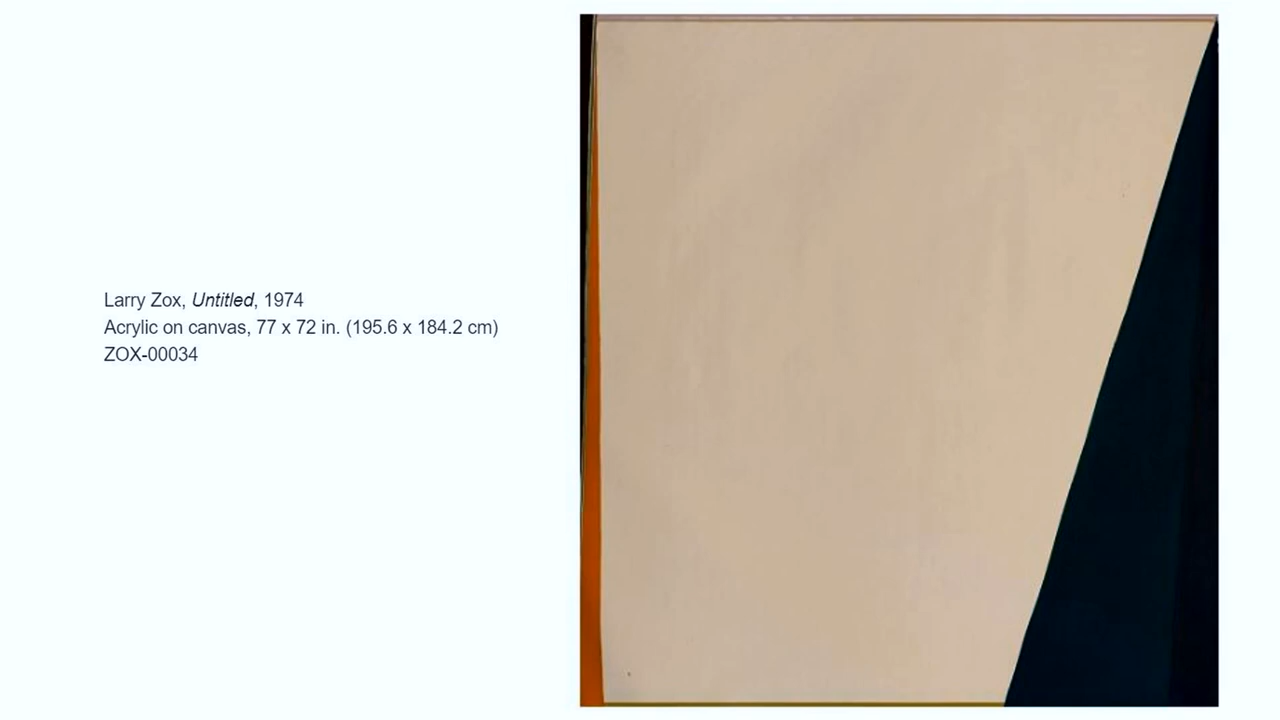 Larry Zox, Untitled, 1974
Acrylic on canvas, 77 x 72 in. (195.6 x 184.2 cm)
ZOX-00034